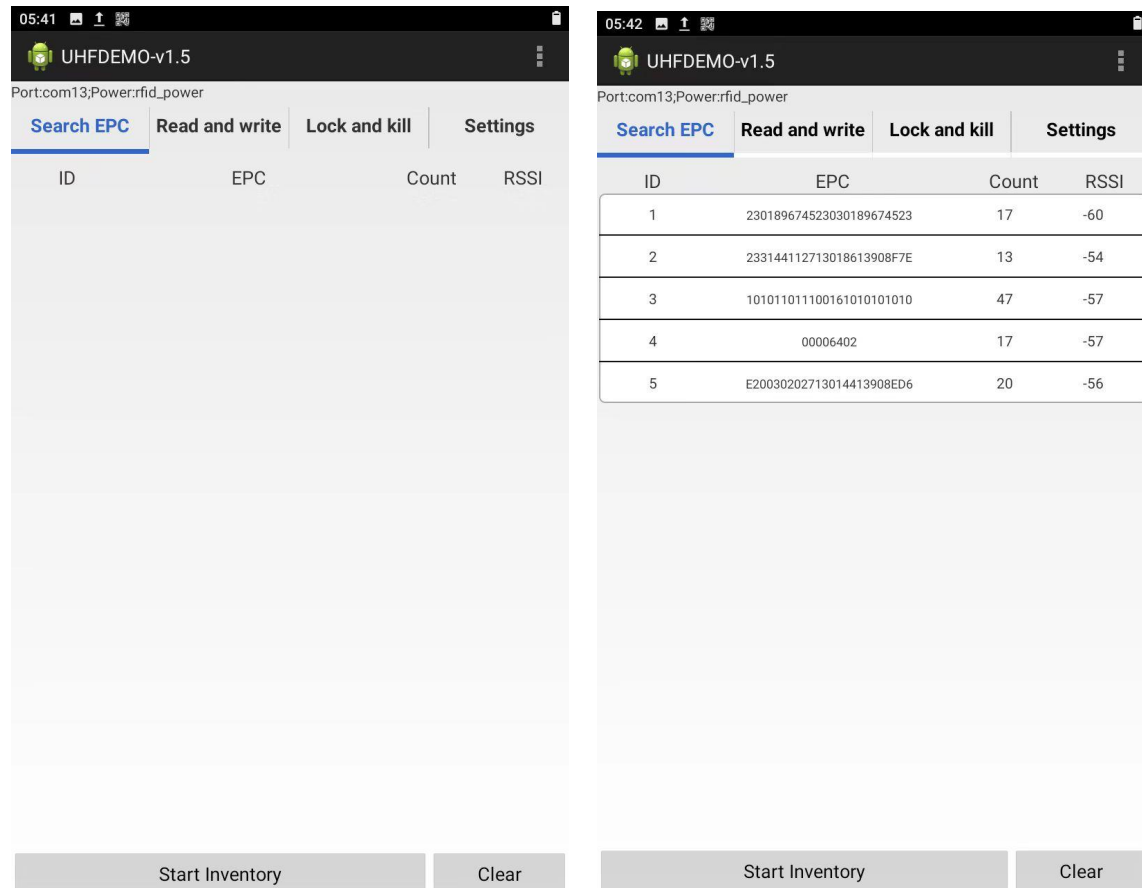 05:41
UHFDEMO-v1.5
Port:com13;Power:rfid_power
Search EPC Read and write Lock and kill Settings
ID EPC Count RSSI
Start Inventory Clear
05:42
UHFDEMO-v1.5
Port:com13;Power:rfid_power
Search EPC Read and write Lock and kill Settings
ID EPC Count RSSI
1 230189674523030189674523 17 -60
2 233144112713018613908F7E 13 -54
3 101011011100161010101010 47 -57
4 00006402 17 -57
5 E20030202713014413908ED6 20 -56
Start Inventory Clear